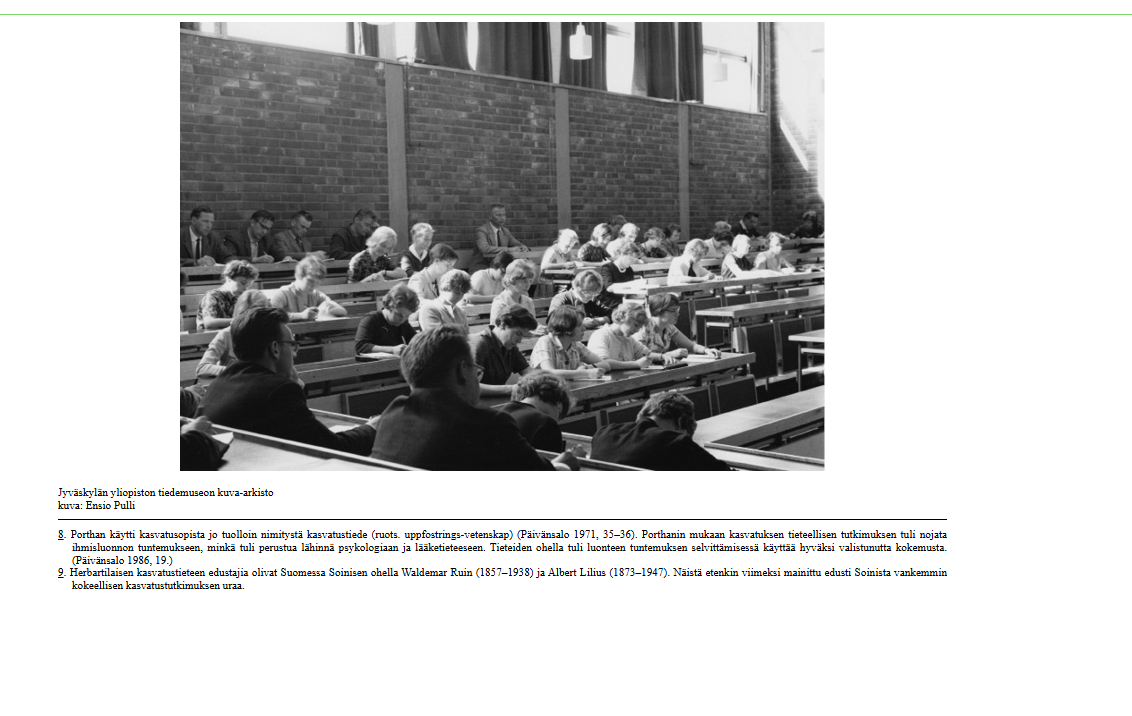 Jyväskylän yliopiston tiedemuseon kuva-arkisto
kuva: Ensio Pulli
8. Porthan käytti kasvatusopista jo tuolloin nimitystä kasvatustiede (ruots. uppfostrings-vetenskap) (Päivänsalo 1971, 35–36). Porthanin mukaan kasvatuksen tieteellisen tutkimuksen tuli nojata
ihmisluonnon tuntemukseen, minkä tuli perustua lähinnä psykologiaan ja lääketieteeseen. Tieteiden ohella tuli luonteen tuntemuksen selvittämisessä käyttää hyväksi valistunutta kokemusta.
(Päivänsalo 1986, 19.)
9. Herbartilaisen kasvatustieteen edustajia olivat Suomessa Soinisen ohella Waldemar Ruin (1857–1938) ja Albert Lilius (1873–1947). Näistä etenkin viimeksi mainittu edusti Soinista vankemmin
kokeellisen kasvatustutkimuksen uraa.